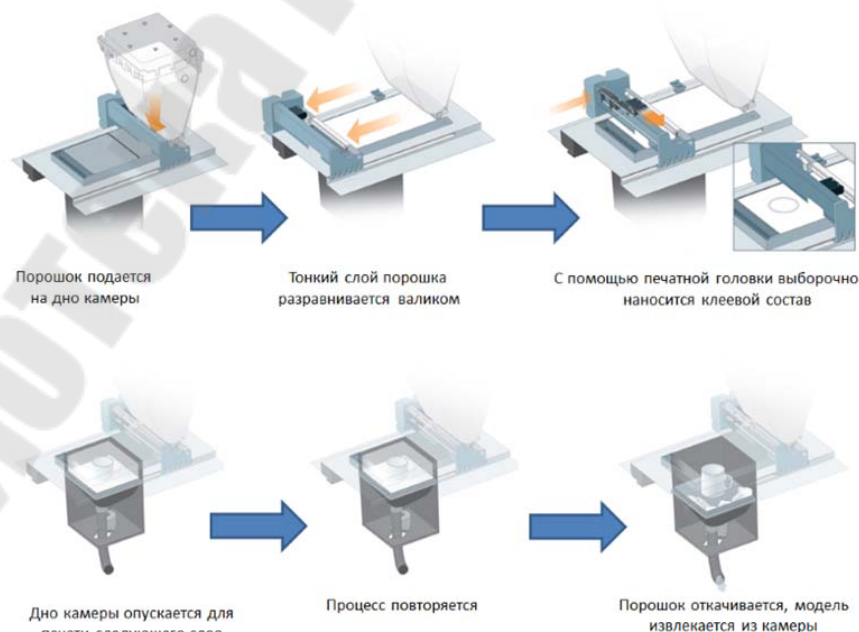 Порошок подается
на дно камеры
Тонкий слой порошка
разравнивается валиком
С помощью печатной головки выборочно
наносится клеевой состав
Дно камеры опускается для
Процесс повторяется
Порошок откачивается, модель
извлекается из камеры